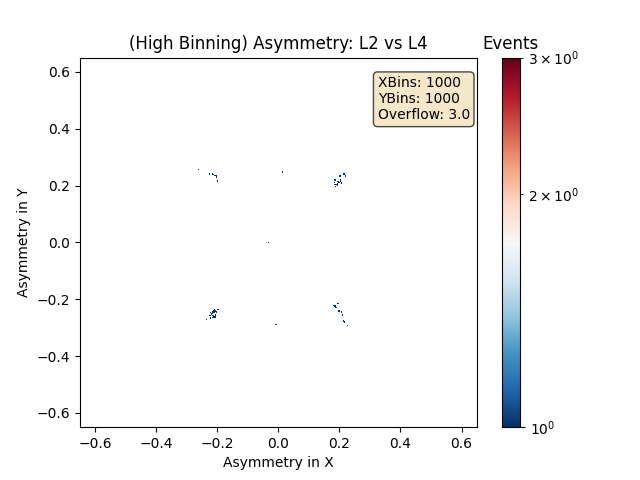 (High Binning) Asymmetry: L2 vs L4
Events
XBins: 1000
YBins: 1000
Overflow: 3.0
Asymmetry in Y
0.6
0.4
0.2
0.0
−0.2
−0.4
−0.6
−0.6 −0.4 −0.2 0.0 0.2 0.4 0.6
Asymmetry in X
3 × 10⁰
2 × 10⁰
10⁰